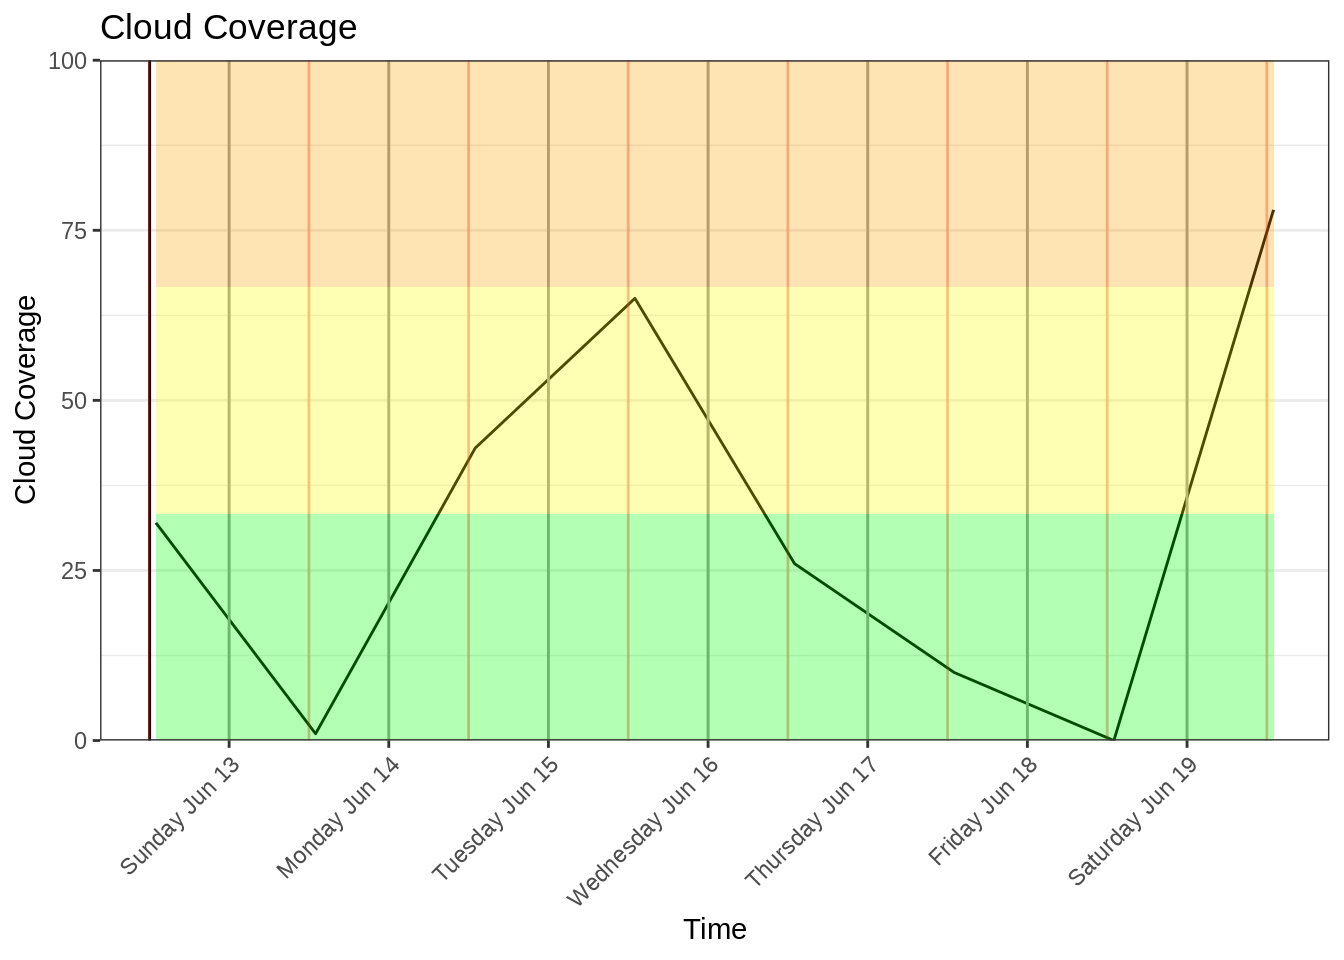 Cloud Coverage
Cloud Coverage
100
75
50
25
0
Sunday Jun 13
Monday Jun 14
Tuesday Jun 15
Wednesday Jun 16
Thursday Jun 17
Friday Jun 18
Saturday Jun 19
Time